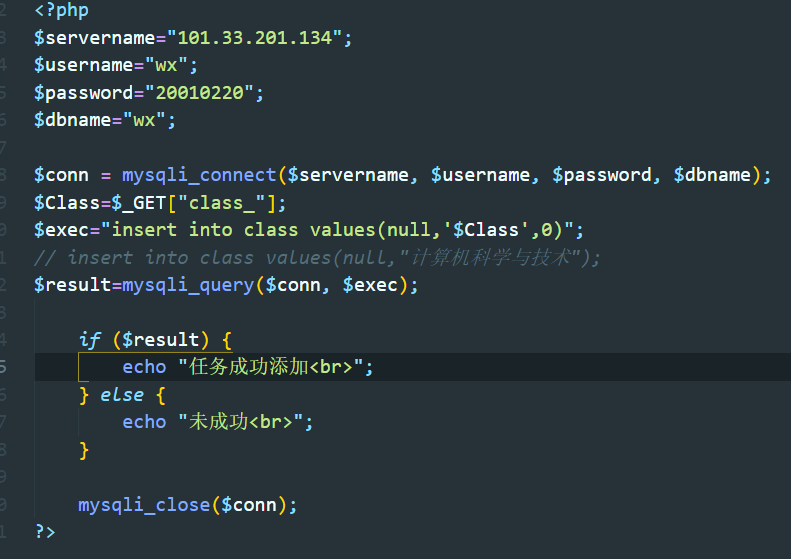 <?php
$servername="101.33.201.134";
$username="wx";
$password="20010220";
$dbname="wx";
$conn = mysqli_connect($servername, $username, $password, $dbname);
$Class=$_GET["class_"];
$exec="insert into class values(null,'$Class',0)";
// insert into class values(null,"计算机科学与技术");
$result=mysqli_query($conn, $exec);
if ($result) {
echo "任务成功添加<br>";
} else {
echo "未成功<br>";
}
mysqli_close($conn);
?>